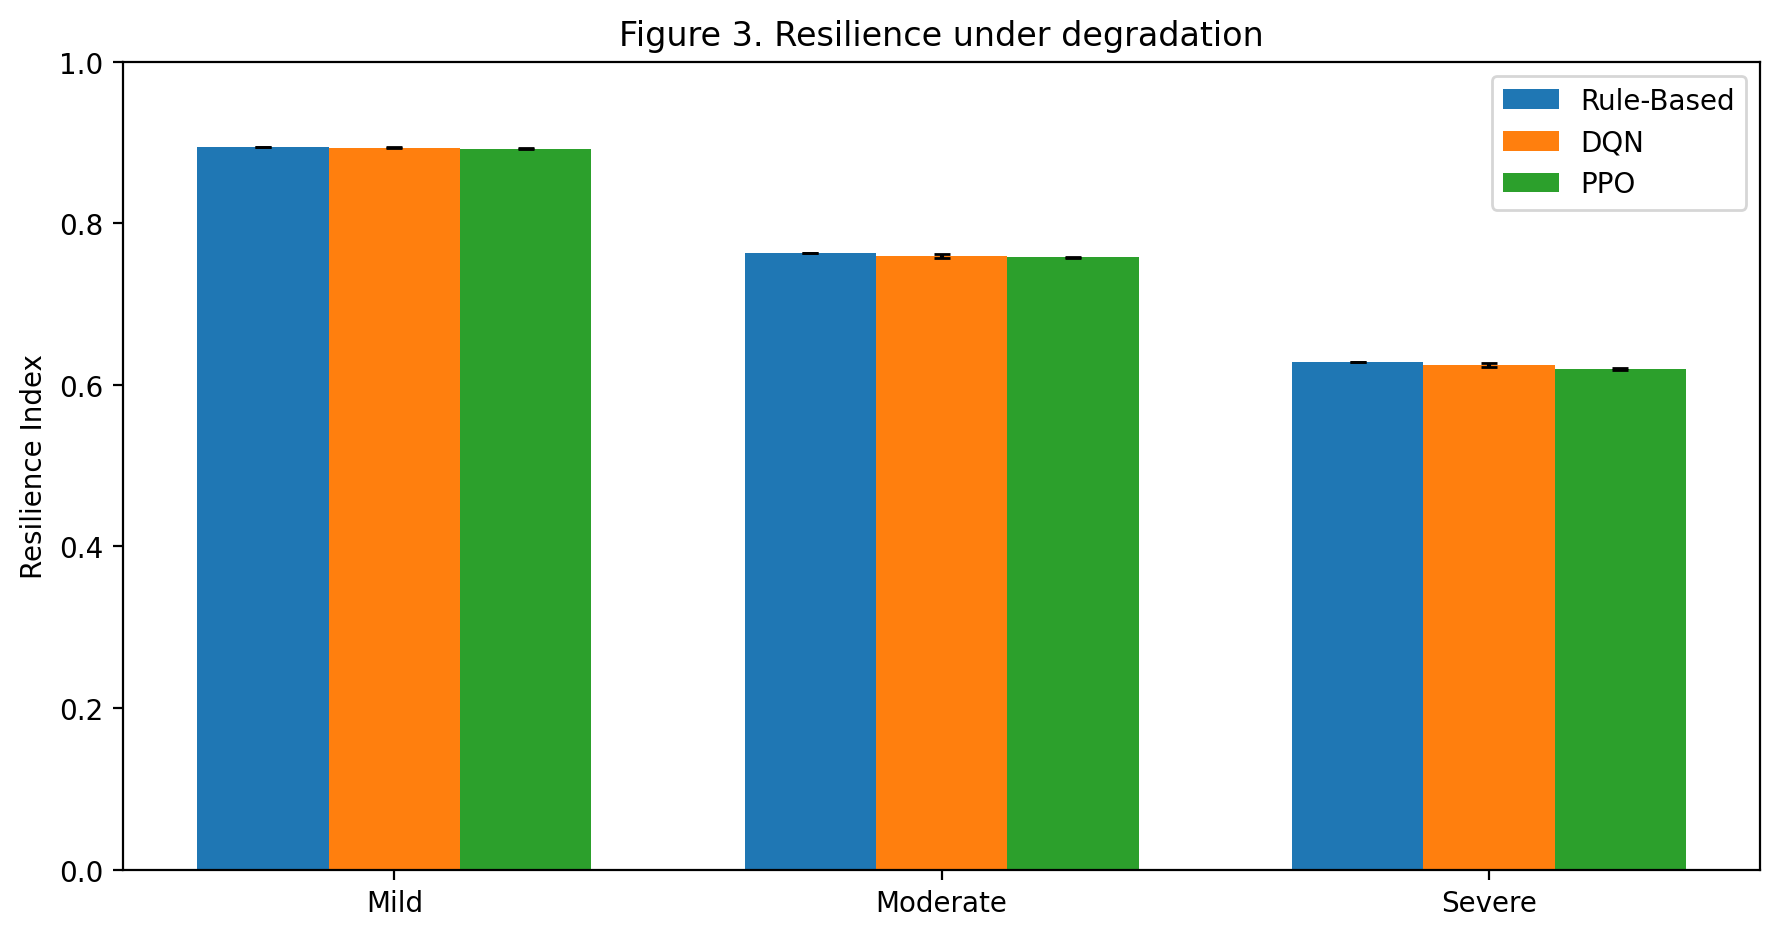 Figure 3. Resilience under degradation
1.0
0.8
0.6
0.4
0.2
0.0
Resilience Index
Rule-Based
DQN
PPO
Mild
Moderate
Severe